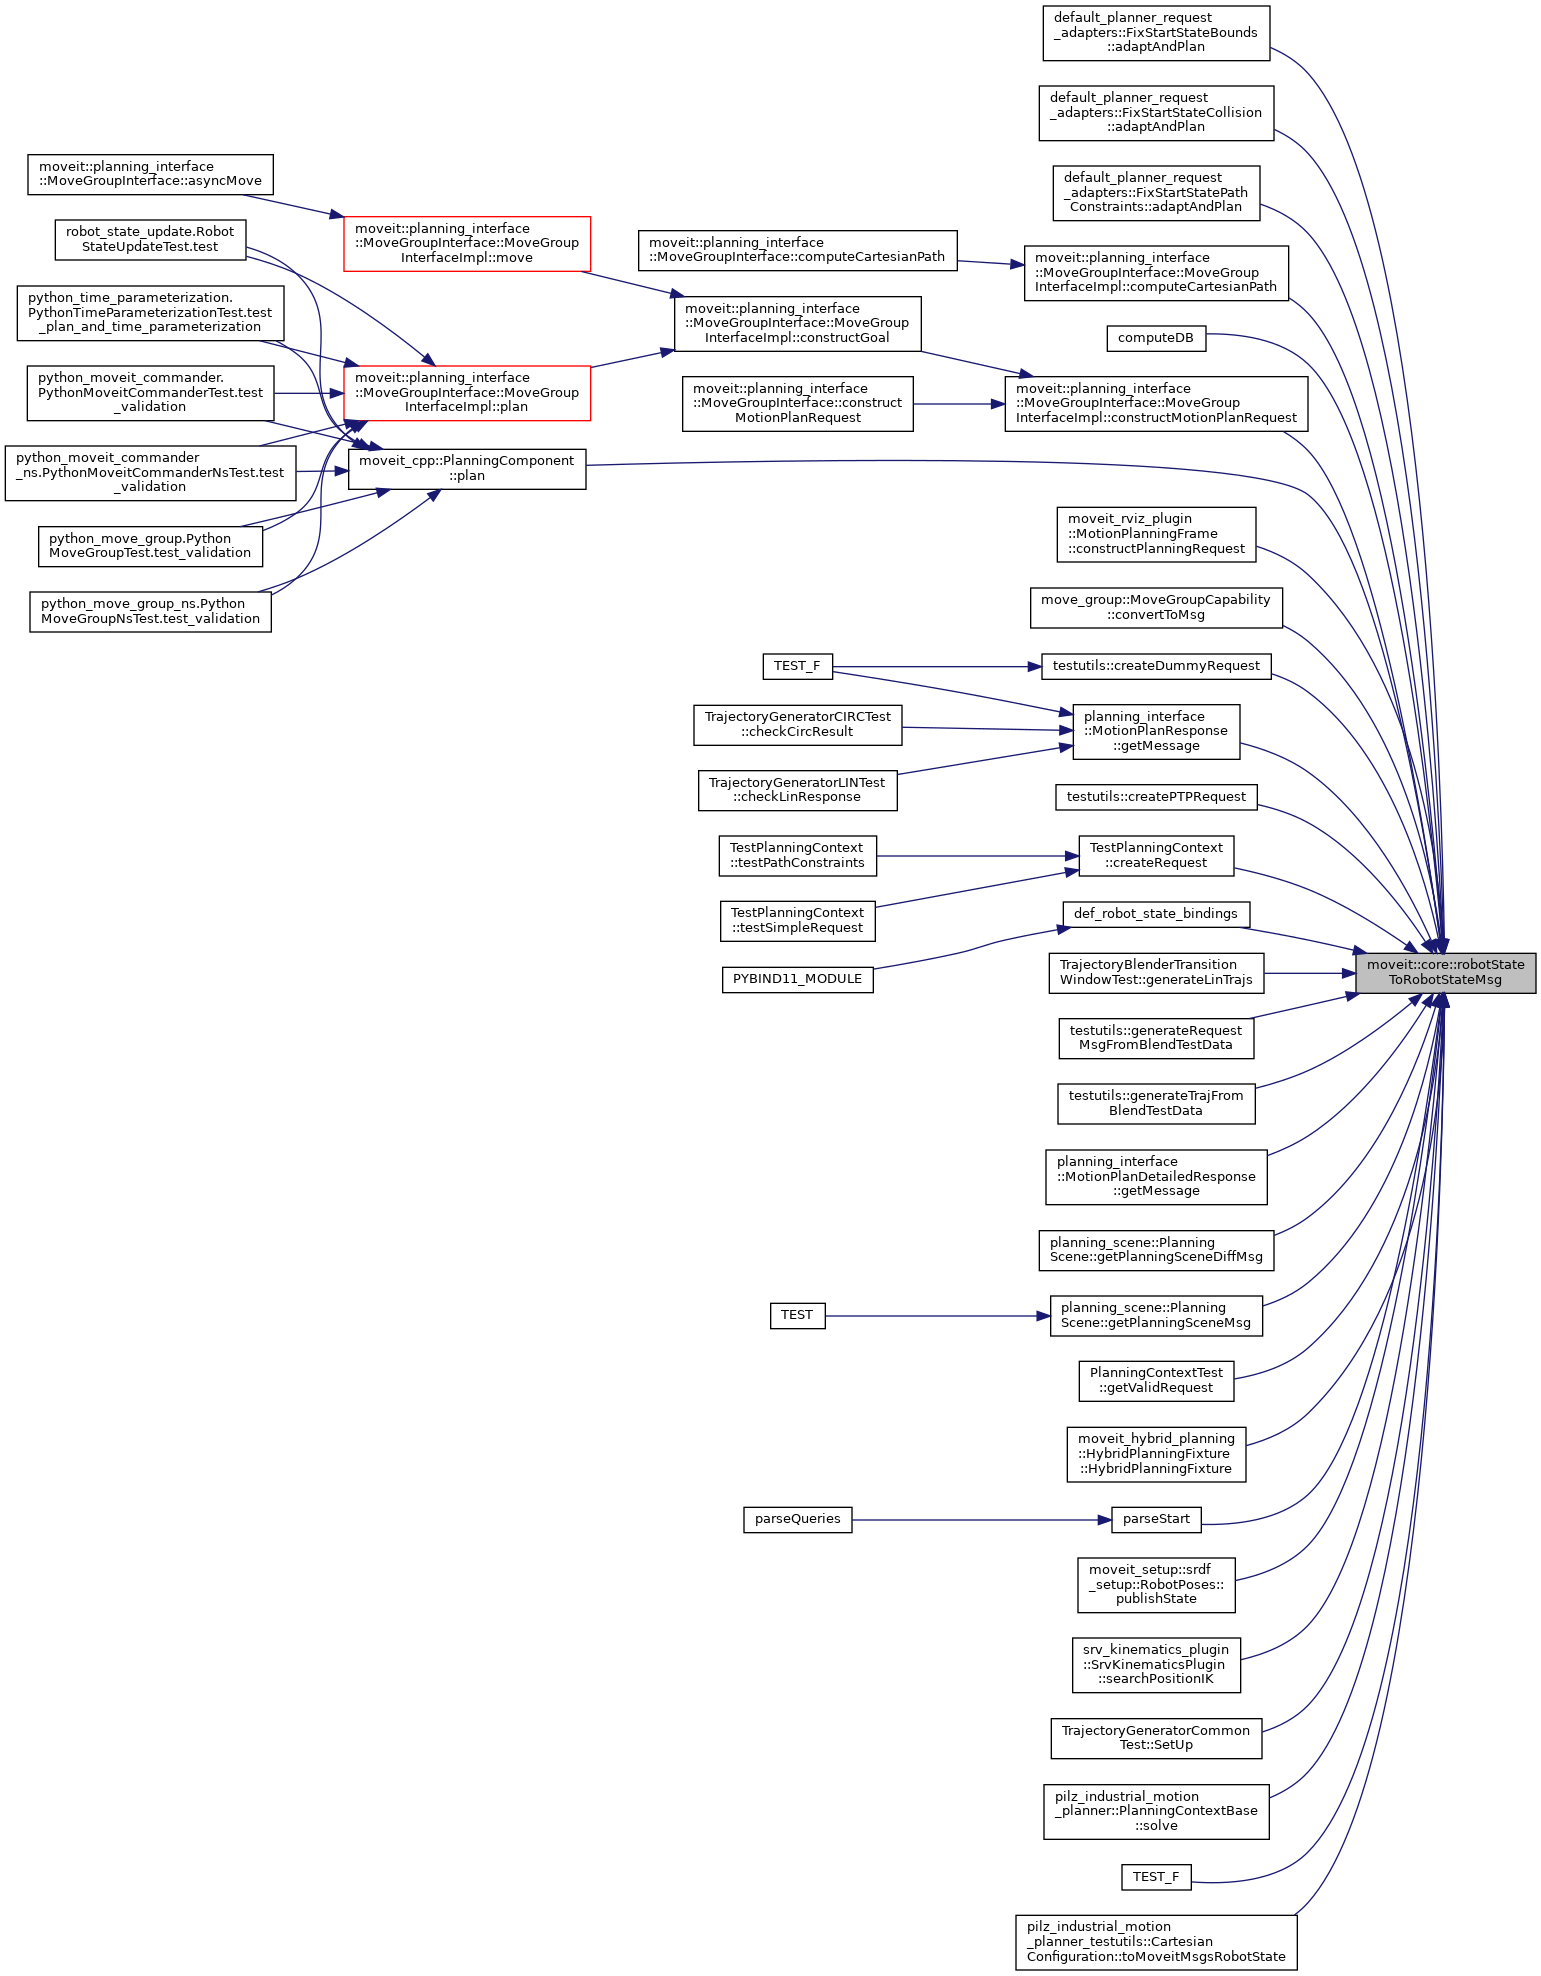 default_planner_request
_adapters::FixStartStateBounds
::adaptAndPlan
default_planner_request
_adapters::FixStartStateCollision
::adaptAndPlan
default_planner_request
_adapters::FixStartStatePath
Constraints::adaptAndPlan
moveit::planning_interface
::MoveGroupInterface::asyncMove
robot_state_update.Robot
StateUpdateTest.test
moveit::planning_interface
::MoveGroupInterface::MoveGroup
InterfaceImpl::move
moveit::planning_interface
::MoveGroupInterface::computeCartesianPath
moveit::planning_interface
::MoveGroupInterface::MoveGroup
InterfaceImpl::computeCartesianPath
python_time_parameterization.
PythonTimeParameterizationTest.test
_plan_and_time_parameterization
moveit::planning_interface
::MoveGroupInterface::MoveGroup
InterfaceImpl::constructGoal
computeDB
python_moveit_commander.
PythonMoveitCommanderTest.test
_validation
moveit::planning_interface
::MoveGroupInterface::MoveGroup
InterfaceImpl::plan
moveit::planning_interface
::MoveGroupInterface::construct
MotionPlanRequest
moveit::planning_interface
::MoveGroupInterface::MoveGroup
InterfaceImpl::constructMotionPlanRequest
python_moveit_commander
_ns.PythonMoveitCommanderNsTest.test
_validation
moveit_cpp::PlanningComponent
::plan
python_move_group.Python
MoveGroupTest.test_validation
moveit_rviz_plugin
::MotionPlanningFrame
::constructPlanningRequest
python_move_group_ns.Python
MoveGroupNsTest.test_validation
move_group::MoveGroupCapability
::convertToMsg
TEST_F
testutils::createDummyRequest
TrajectoryGeneratorCIRCTest
::checkCircResult
planning_interface
::MotionPlanResponse
::getMessage
TrajectoryGeneratorLINTest
::checkLinResponse
testutils::createPTPRequest
TestPlanningContext
::testPathConstraints
TestPlanningContext
::createRequest
TestPlanningContext
::testSimpleRequest
def_robot_state_bindings
PYBIND11_MODULE
TrajectoryBlenderTransition
WindowTest::generateLinTrajs
moveit::core::robotState
ToRobotStateMsg
testutils::generateRequest
MsgFromBlendTestData
testutils::generateTrajFrom
BlendTestData
planning_interface
::MotionPlanDetailedResponse
::getMessage
planning_scene::Planning
Scene::getPlanningSceneDiffMsg
TEST
planning_scene::Planning
Scene::getPlanningSceneMsg
PlanningContextTest
::getValidRequest
moveit_hybrid_planning
::HybridPlanningFixture
::HybridPlanningFixture
parseQueries
parseStart
moveit_setup::srdf
_setup::RobotPoses::
publishState
srv_kinematics_plugin
::SrvKinematicsPlugin
::searchPositionIK
TrajectoryGeneratorCommon
Test::SetUp
pilz_industrial_motion
_planner::PlanningContextBase
::solve
TEST_F
pilz_industrial_motion
_planner_testutils::Cartesian
Configuration::toMoveitMsgsRobotState